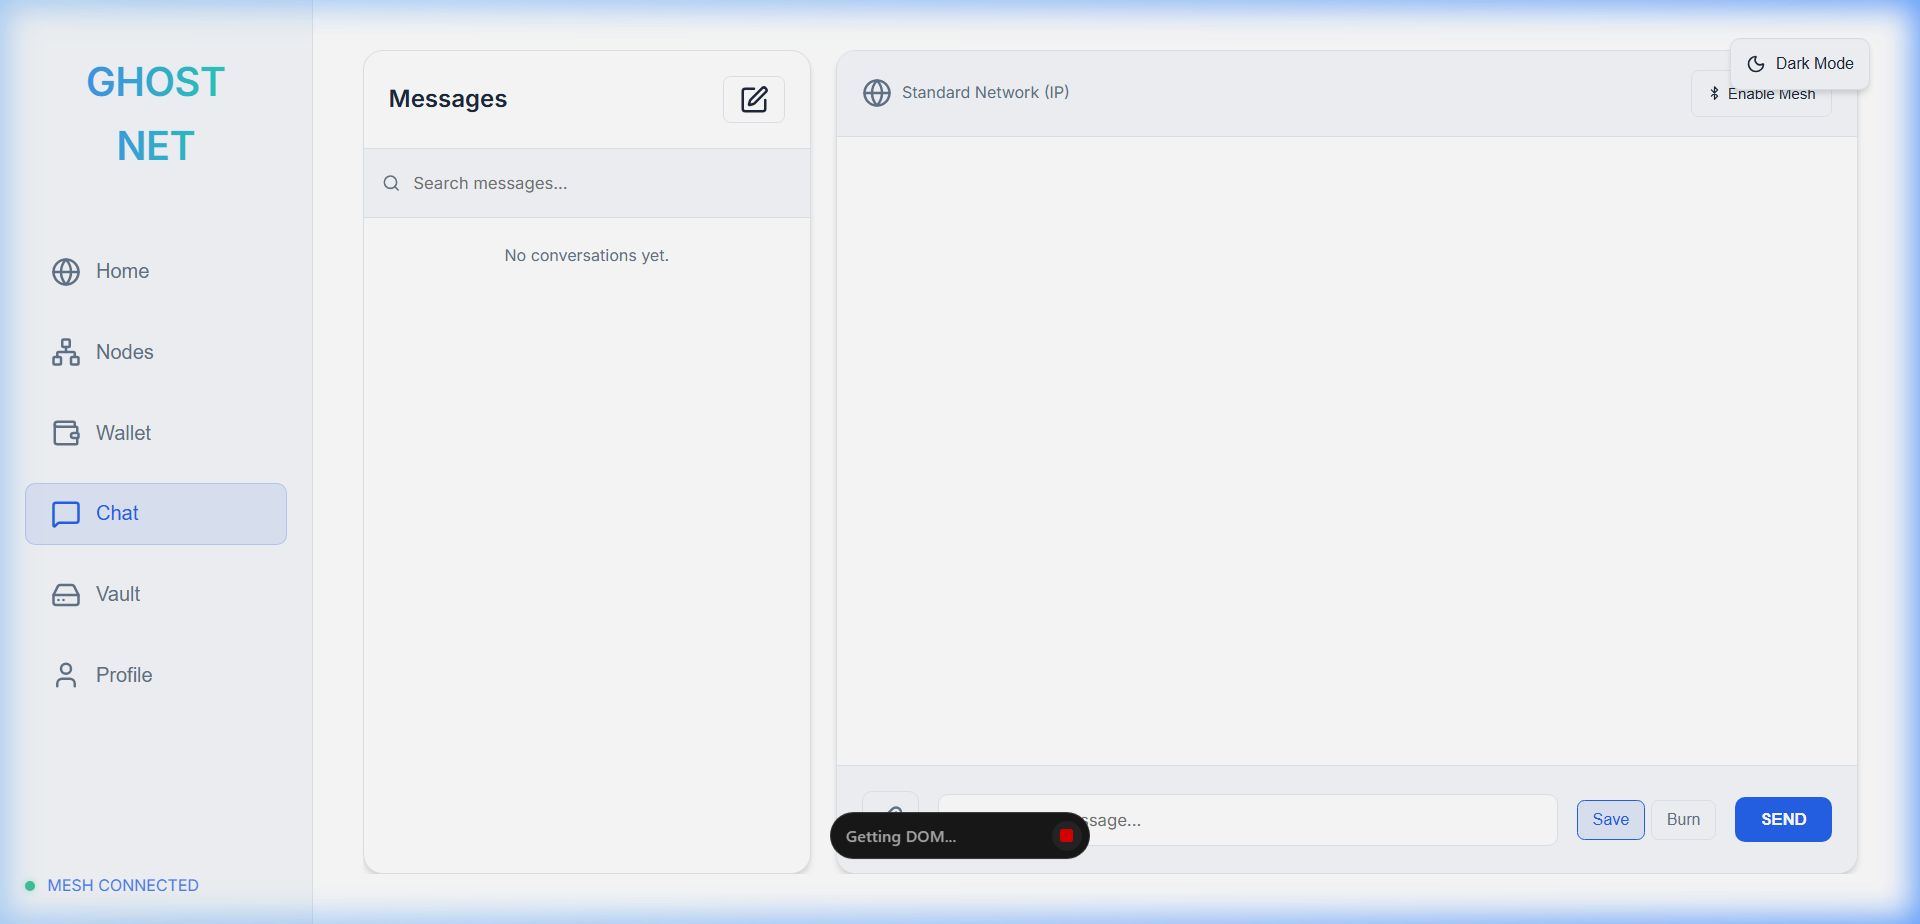 GHOST
NET
Home
Nodes
Wallet
Chat
Vault
Profile
MESH CONNECTED
Messages
Search messages...
No conversations yet.
Standard Network (IP)
Dark Mode
Enable Mesh
ssage...
Getting DOM...
Save
Burn
SEND